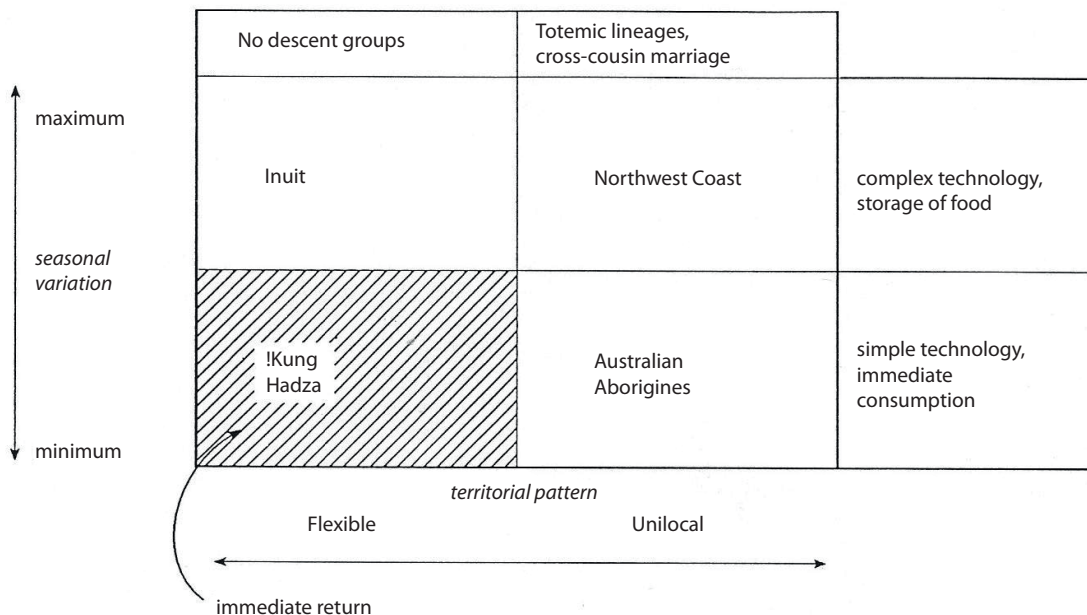 No descent groups
Totemic lineages,
cross-cousin marriage
maximum
Inuit
Northwest Coast
complex technology,
storage of food
seasonal
variation
!Kung
Hadza
Australian
Aborigines
simple technology,
immediate
consumption
minimum
territorial pattern
Flexible
Unilocal
immediate return